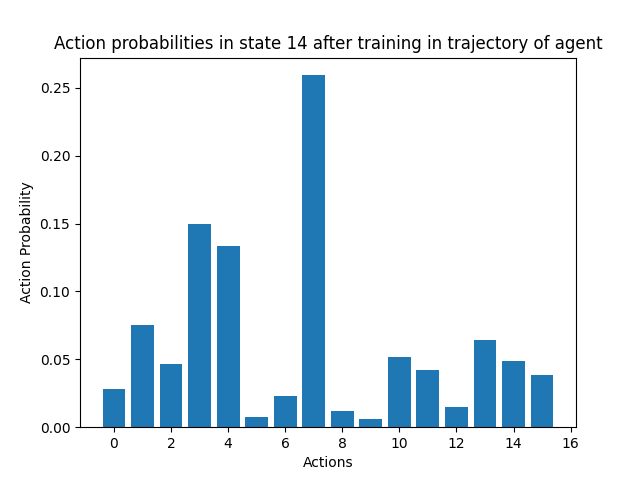 Action probabilities in state 14 after training in trajectory of agent
0.25
0.20
0.15
0.10
0.05
0.00
Action Probability
0 2 4 6 8 10 12 14 16
Actions